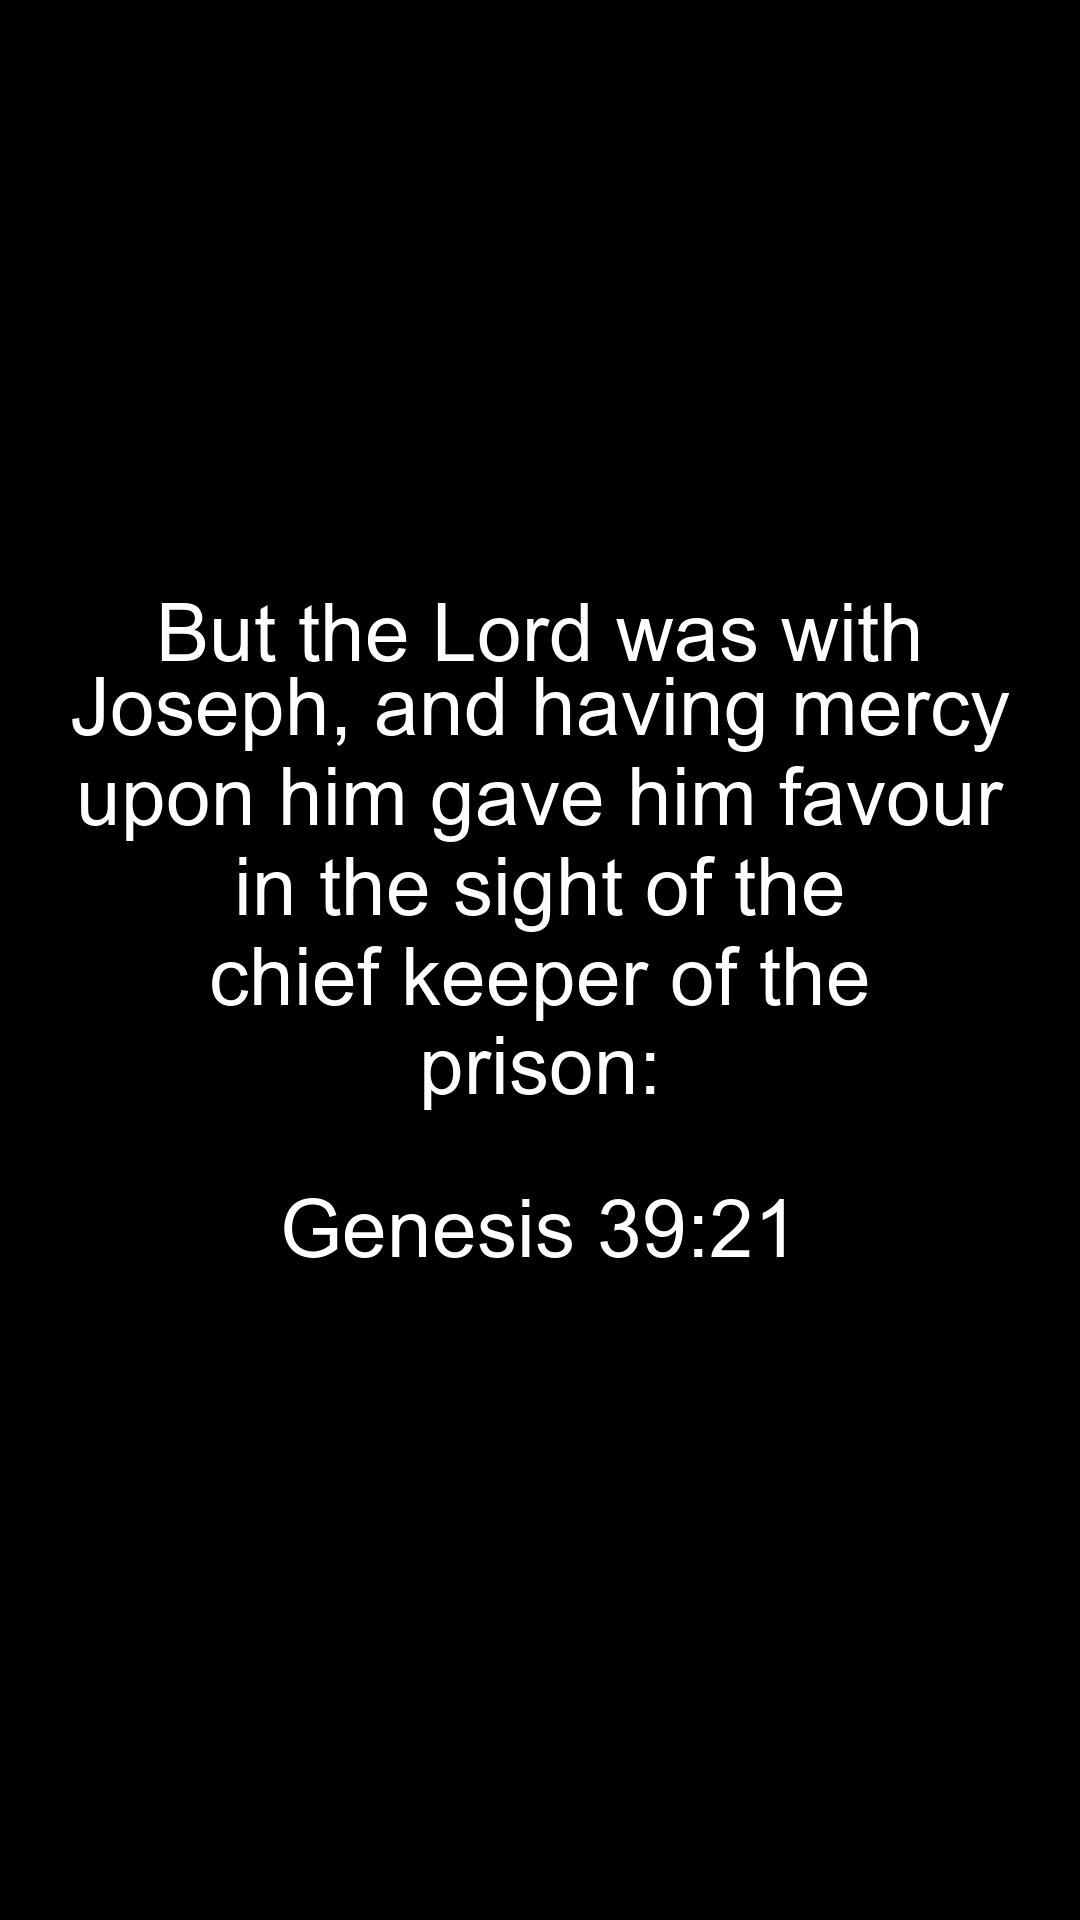 But the Lord was with
Joseph, and having mercy
upon him gave him favour
in the sight of the
chief keeper of the
prison:
Genesis 39:21